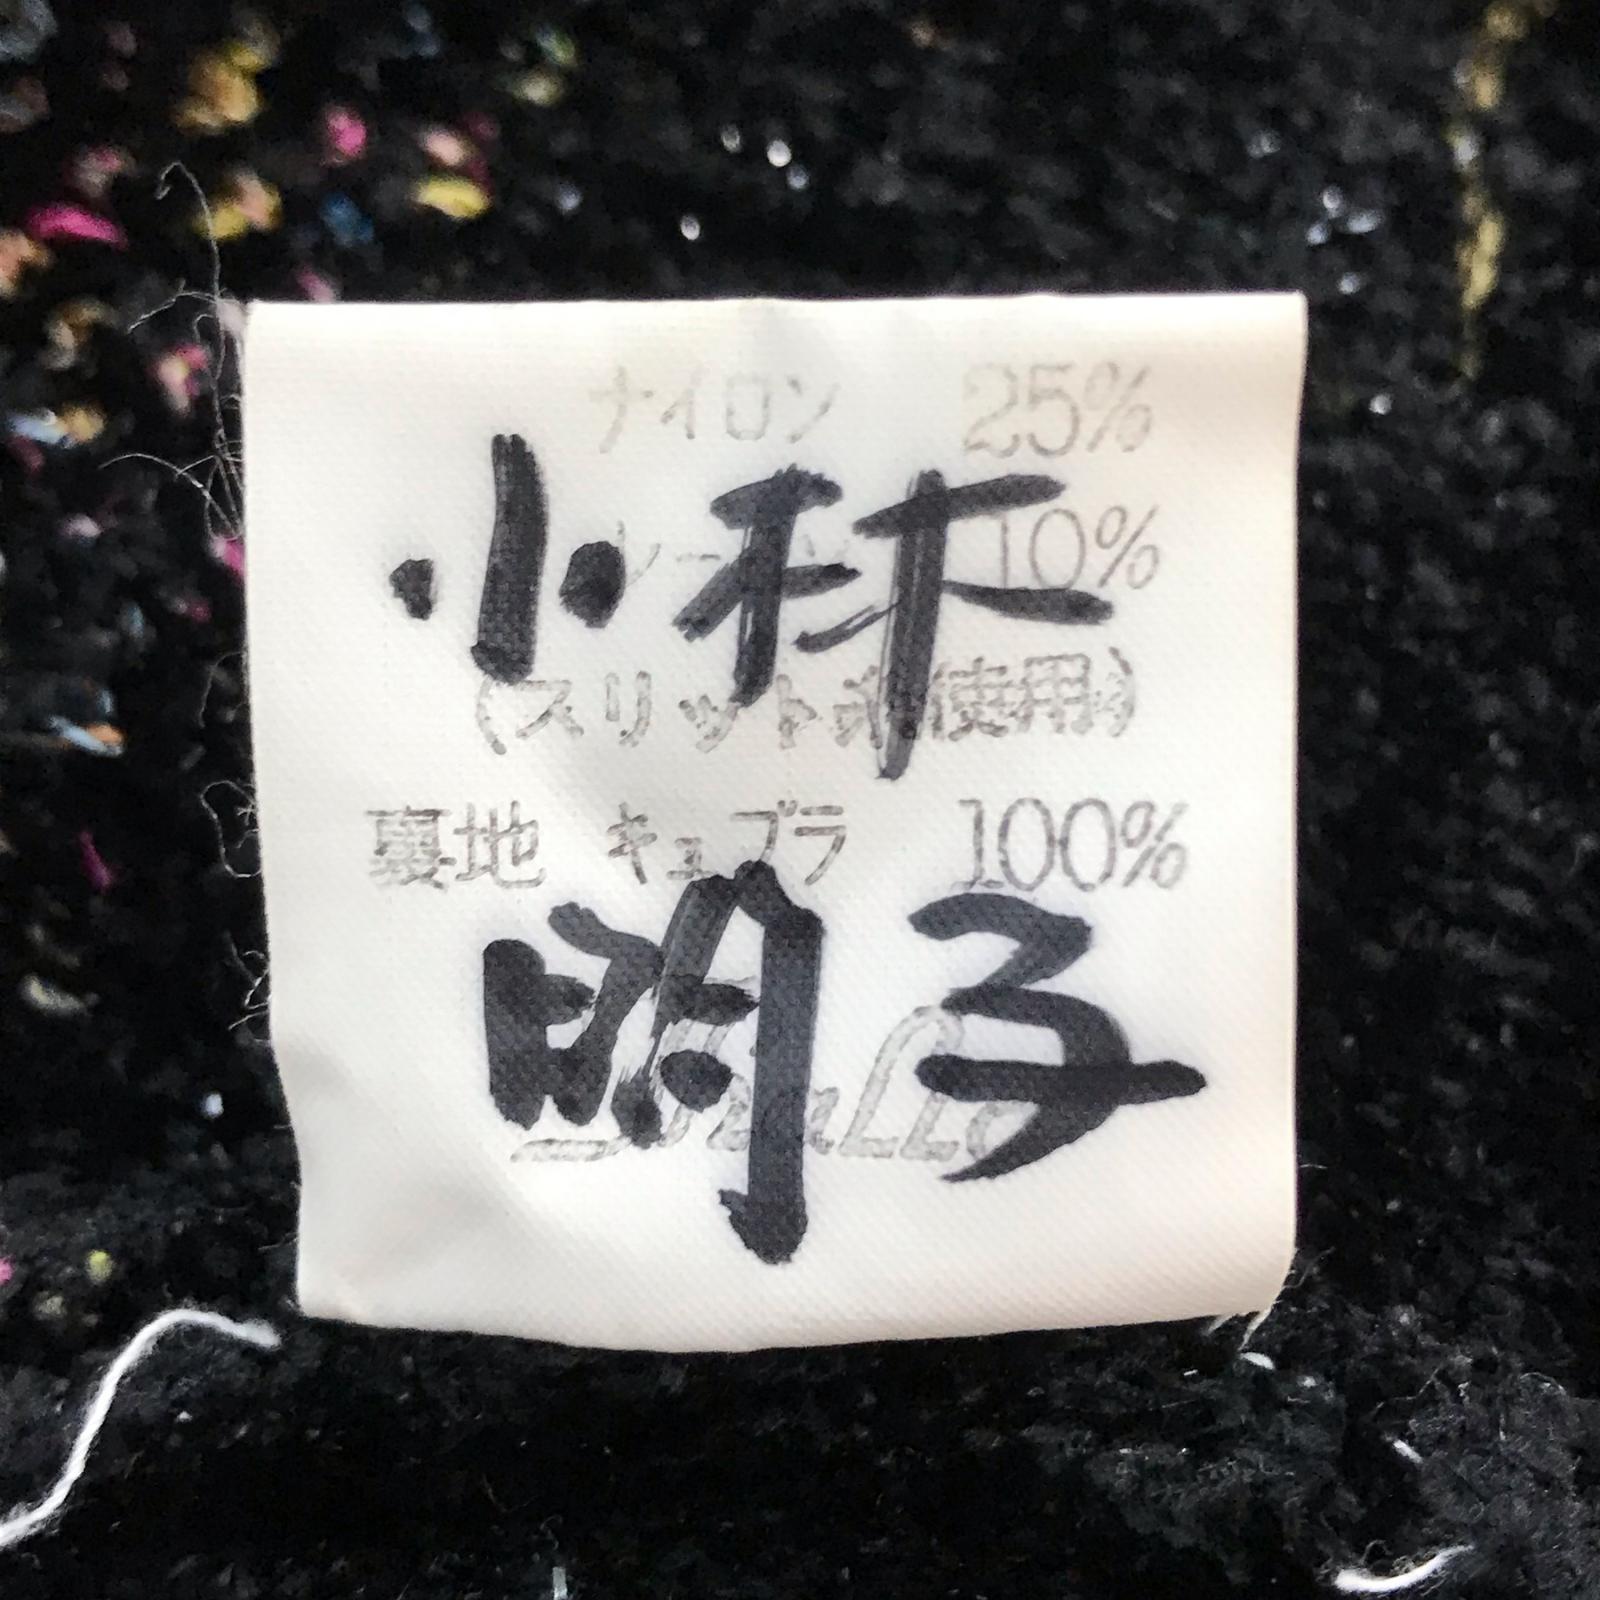 ナイロン 25%
小林
10%
(スリット糸使用)
裏地 キュプラ 100%
明子